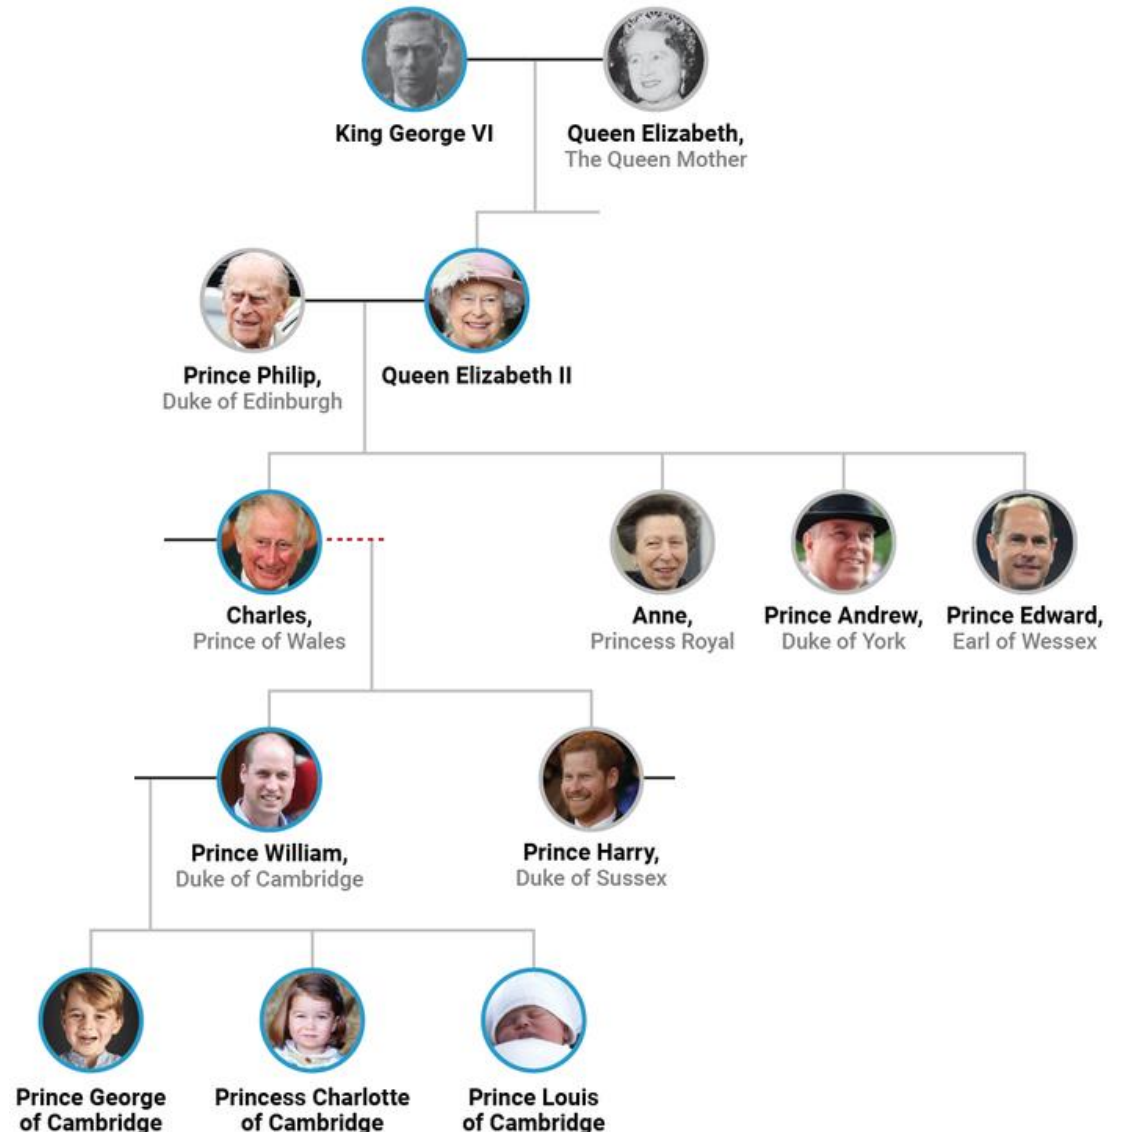 King George VI
Queen Elizabeth,
The Queen Mother
Prince Philip,
Duke of Edinburgh
Queen Elizabeth II
Charles,
Prince of Wales
Anne,
Princess Royal
Prince Andrew,
Duke of York
Prince Edward,
Earl of Wessex
Prince William,
Duke of Cambridge
Prince Harry,
Duke of Sussex
Prince George
of Cambridge
Princess Charlotte
of Cambridge
Prince Louis
of Cambridge